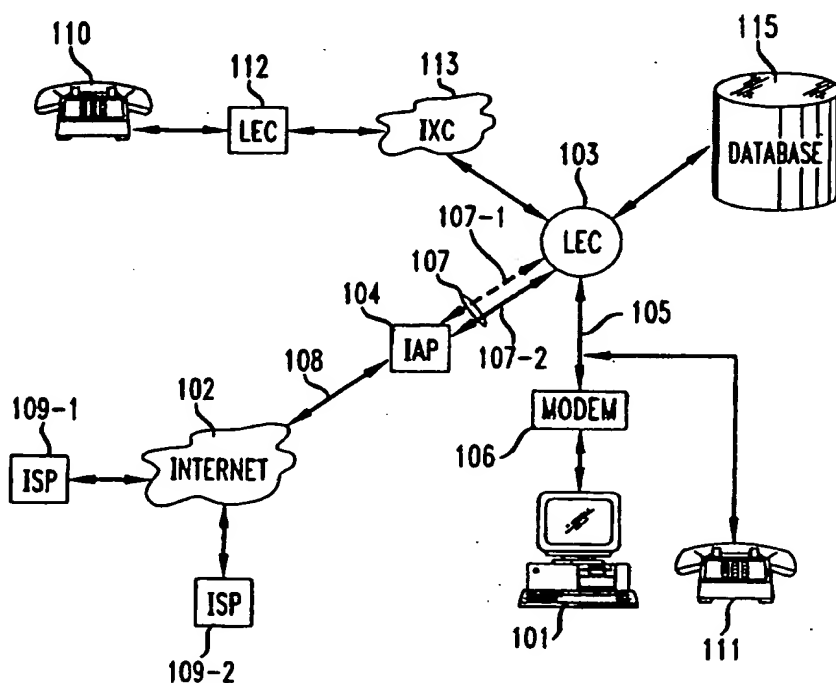 110
112
113
115
LEC
IXC
DATABASE
103
107-1
LEC
107
104
105
IAP
107-2
108
102
MODEM
109-1
106
INTERNET
ISP
ISP
101
111
109-2